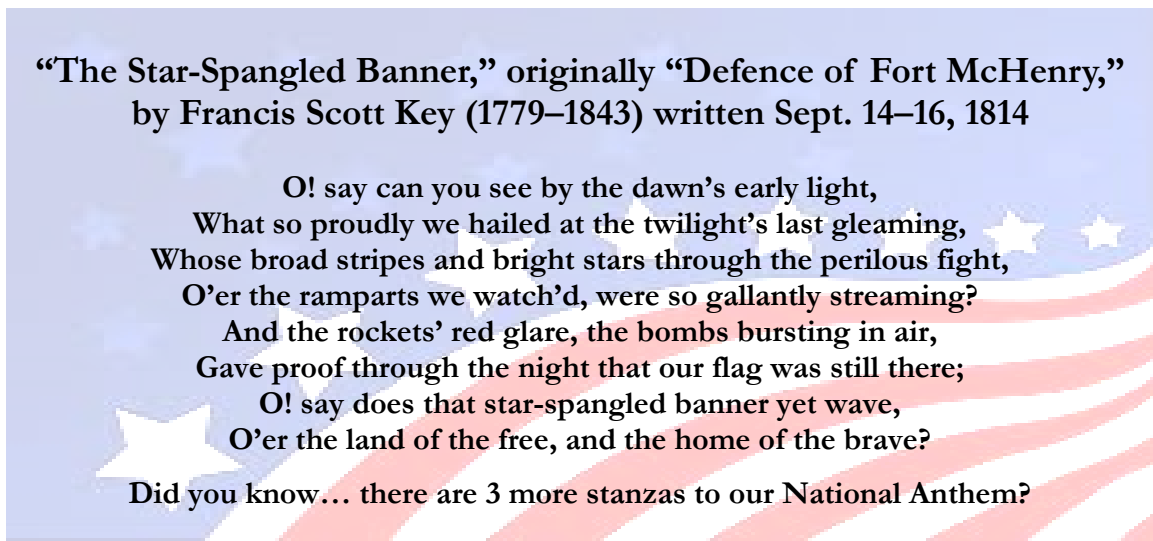 “The Star-Spangled Banner,” originally “Defence of Fort McHenry,”
by Francis Scott Key (1779–1843) written Sept. 14–16, 1814
O! say can you see by the dawn’s early light,
What so proudly we hailed at the twilight’s last gleaming,
Whose broad stripes and bright stars through the perilous fight,
O’er the ramparts we watch’d, were so gallantly streaming?
And the rockets’ red glare, the bombs bursting in air,
Gave proof through the night that our flag was still there;
O! say does that star-spangled banner yet wave,
O’er the land of the free, and the home of the brave?
Did you know… there are 3 more stanzas to our National Anthem?